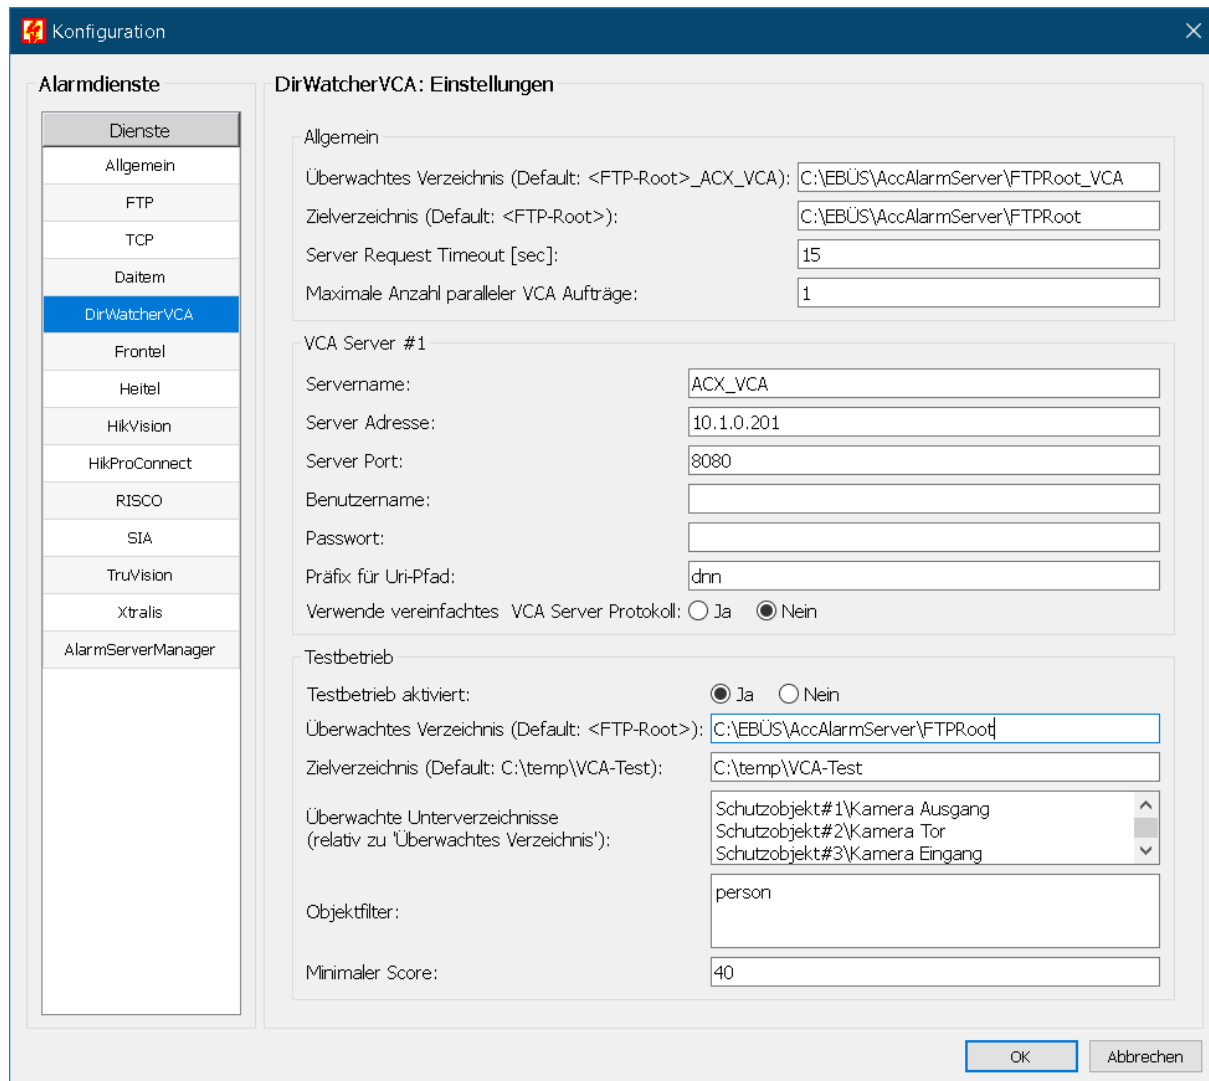 Konfiguration
Alarmdienste
Dienste
Allgemein
FTP
TCP
Daitem
DirWatcherVCA
Frontel
Heitel
HikVision
HikProConnect
RISCO
SIA
TruVision
Xtralis
AlarmServerManager
DirWatcherVCA: Einstellungen
Allgemein
Überwachtes Verzeichnis (Default: <FTP-Root>_ACX_VCA): C:\EBÜS\AccAlarmServer\FTPRoot_VCA
Zielverzeichnis (Default: <FTP-Root>): C:\EBÜS\AccAlarmServer\FTPRoot
Server Request Timeout [sec]: 15
Maximale Anzahl paralleler VCA Aufträge: 1
VCA Server #1
Servername: ACX_VCA
Server Adresse: 10.1.0.201
Server Port: 8080
Benutzername:
Passwort:
Präfix für Uri-Pfad: dnn
Verwende vereinfachtes VCA Server Protokoll: Ja Nein
Testbetrieb
Testbetrieb aktiviert: Ja Nein
Überwachtes Verzeichnis (Default: <FTP-Root>): C:\EBÜS\AccAlarmServer\FTPRoot
Zielverzeichnis (Default: C:\temp\VCA-Test): C:\temp\VCA-Test
Überwachte Unterverzeichnisse
(relativ zu 'Überwachtes Verzeichnis'):
Schutzobjekt#1\Kamera Ausgang
Schutzobjekt#2\Kamera Tor
Schutzobjekt#3\Kamera Eingang
Objektfilter: person
Minimaler Score: 40
OK Abbrechen